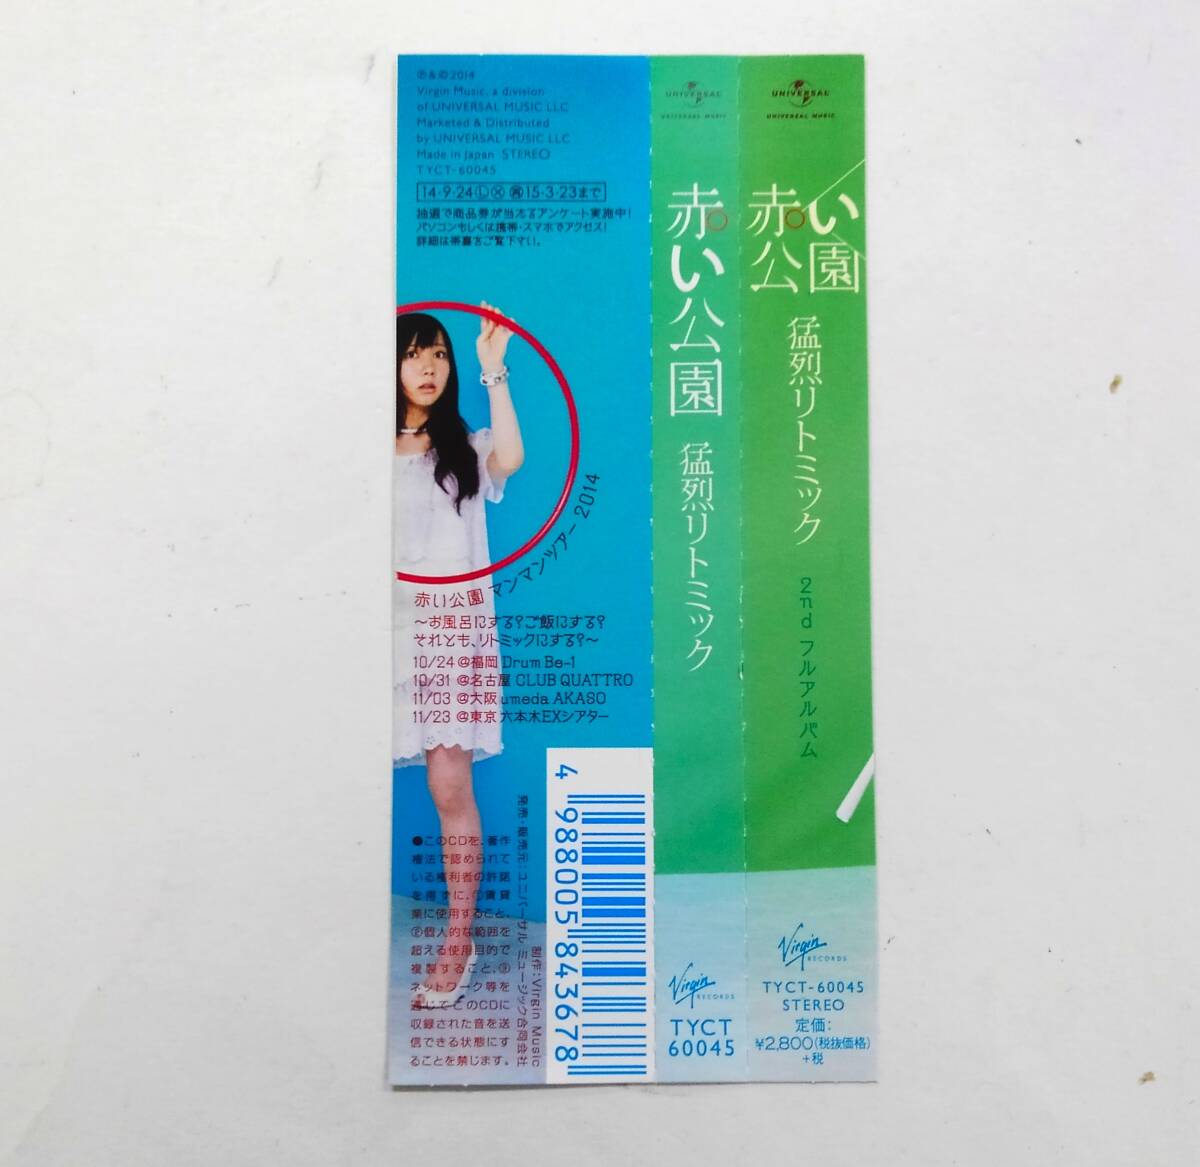 ℗&©2014
Virgin Music, a division
of UNIVERSAL MUSIC LLC
Marketed & Distributed
by UNIVERSAL MUSIC LLC
Made in Japan STEREO
TYCT-60045
14・9・24Ⓛ再15・3・23まで
抽選で商品券が当たるアンケート実施中!
パソコンもしくは携帯・スマホでアクセス!
詳細は帯裏をご覧下さい。
赤い公園 マンマンツアー 2014
〜お風呂にする?ご飯にする?
それとも、リトミックにする?〜
10/24 @福岡 Drum Be-1
10/31 @名古屋 CLUB QUATTRO
11/03 @大阪 umeda AKASO
11/23 @東京 六本木EXシアター
●このCDを、著作
権法で認められて
いる権利者の許諾
を得ずに、①賃貸
業に使用すること、
②個人的な範囲を
超える使用目的で
複製すること、③
ネットワーク等を
通じてこのCDに
収録された音を送
信できる状態にす
ることを禁じます。
発売・販売元:ユニバーサル ミュージック合同会社
制作:Virgin Music
4 988005 843678
UNIVERSAL
UNIVERSAL MUSIC
赤い公園
猛烈リトミック
Virgin
RECORDS
TYCT
60045
UNIVERSAL
UNIVERSAL MUSIC
赤い
公園
猛烈リトミック
2nd フルアルバム
Virgin
RECORDS
TYCT-60045
STEREO
定価:
¥2,800(税抜価格)
+税